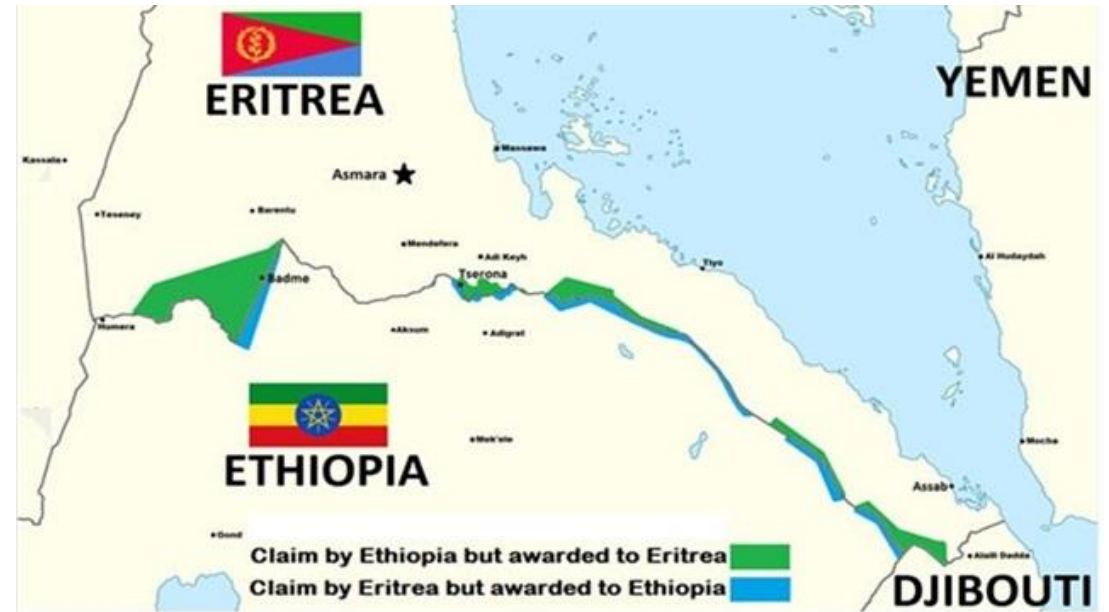 ERITREA
YEMEN
Massawa
Kassala
Asmara
Barentu
Teseney
Mendefera
Adi Keyh
Al Hudaydah
Tiyo
Tserona
Badme
Humera
Aksum
Adigrat
ETHIOPIA
Mek'ele
Mocha
Assab
Gond
Claim by Ethiopia but awarded to Eritrea
Claim by Eritrea but awarded to Ethiopia
DJIBOUTI